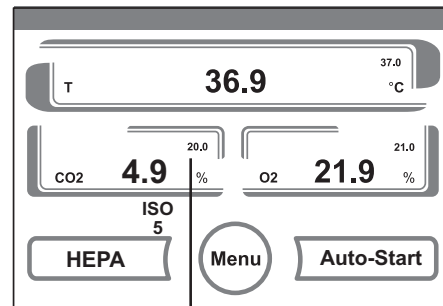 37.0
T 36.9 °C
20.0
CO2 4.9 %
21.0
O2 21.9 %
ISO
5
HEPA
Menu
Auto-Start